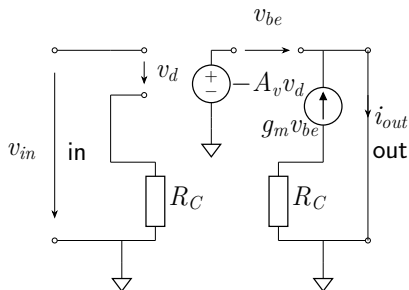 v_be
v_d
−A_v v_d
g_m v_be
i_out
v_in
in
out
R_C
R_C